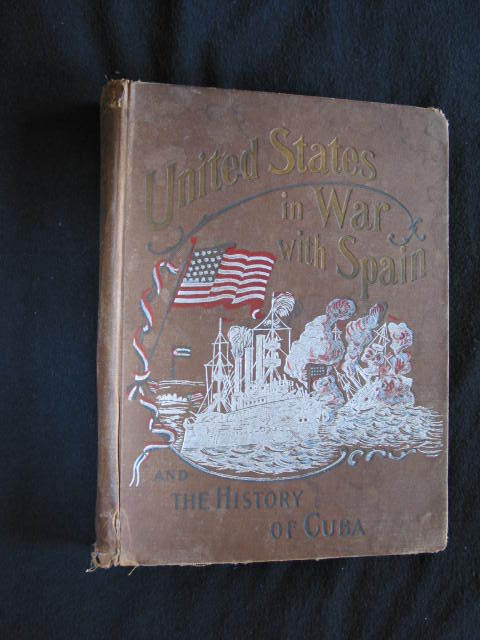 United States
in War
with Spain
AND
THE HISTORY
OF CUBA